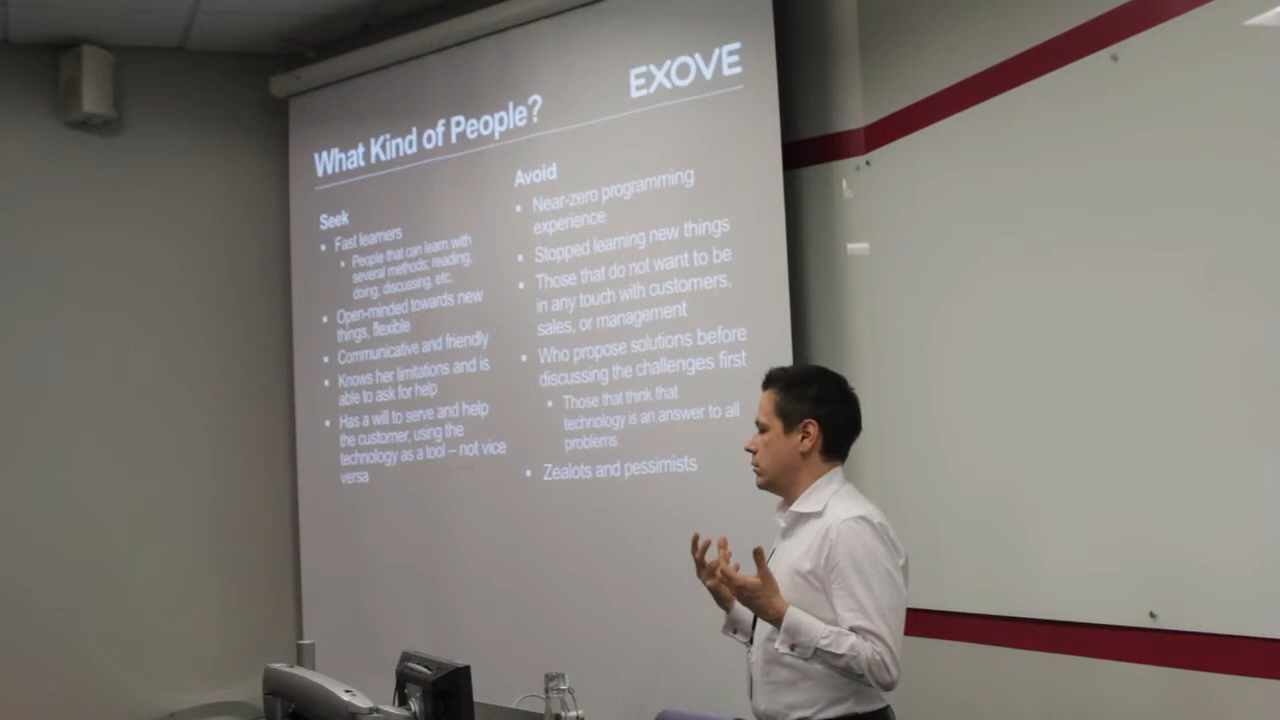 EXOVE
What Kind of People?
Seek
• Fast learners
• People that can learn with
several methods; reading,
doing, discussing, etc.
• Open-minded towards new
things, flexible
• Communicative and friendly
• Knows her limitations and is
able to ask for help
• Has a will to serve and help
the customer, using the
technology as a tool – not vice
versa
Avoid
• Near-zero programming
experience
• Stopped learning new things
• Those that do not want to be
in any touch with customers,
sales, or management
• Who propose solutions before
discussing the challenges first
• Those that think that
technology is an answer to all
problems
• Zealots and pessimists